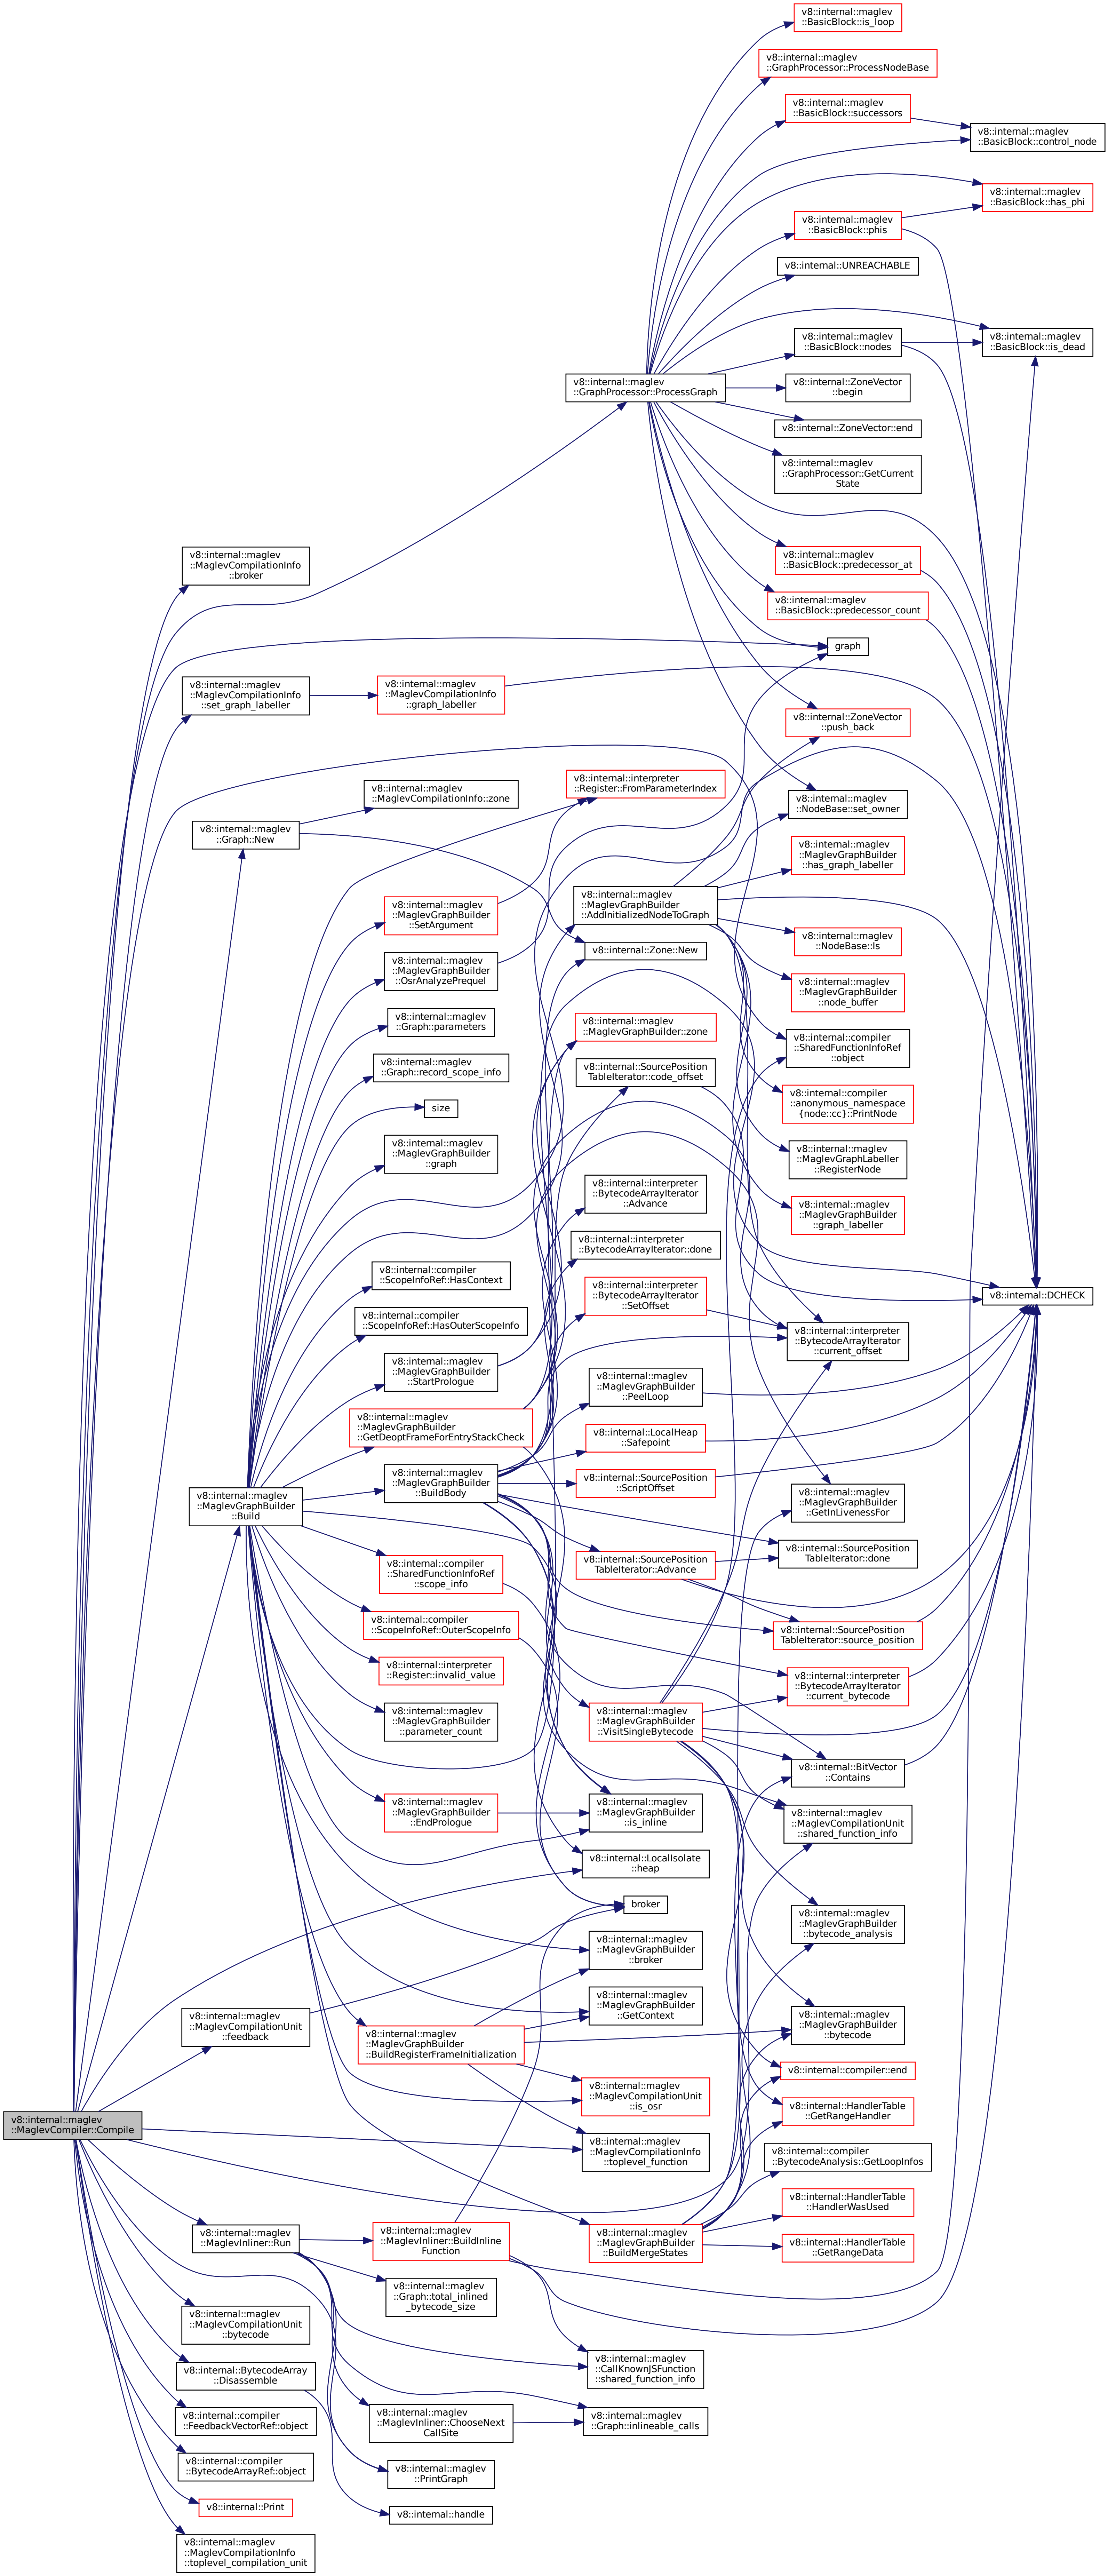 v8::internal::maglev
::BasicBlock::is_loop
v8::internal::maglev
::GraphProcessor::ProcessNodeBase
v8::internal::maglev
::BasicBlock::successors
v8::internal::maglev
::BasicBlock::control_node
v8::internal::maglev
::BasicBlock::has_phi
v8::internal::maglev
::BasicBlock::phis
v8::internal::UNREACHABLE
v8::internal::maglev
::BasicBlock::nodes
v8::internal::maglev
::BasicBlock::is_dead
v8::internal::maglev
::GraphProcessor::ProcessGraph
v8::internal::ZoneVector
::begin
v8::internal::ZoneVector::end
v8::internal::maglev
::GraphProcessor::GetCurrent
State
v8::internal::maglev
::MaglevCompilationInfo
::broker
v8::internal::maglev
::BasicBlock::predecessor_at
v8::internal::maglev
::BasicBlock::predecessor_count
graph
v8::internal::maglev
::MaglevCompilationInfo
::set_graph_labeller
v8::internal::maglev
::MaglevCompilationInfo
::graph_labeller
v8::internal::ZoneVector
::push_back
v8::internal::interpreter
::Register::FromParameterIndex
v8::internal::maglev
::MaglevCompilationInfo::zone
v8::internal::maglev
::NodeBase::set_owner
v8::internal::maglev
::Graph::New
v8::internal::maglev
::MaglevGraphBuilder
::has_graph_labeller
v8::internal::maglev
::MaglevGraphBuilder
::SetArgument
v8::internal::maglev
::MaglevGraphBuilder
::AddInitializedNodeToGraph
v8::internal::maglev
::NodeBase::Is
v8::internal::Zone::New
v8::internal::maglev
::MaglevGraphBuilder
::OsrAnalyzePrequel
v8::internal::maglev
::MaglevGraphBuilder
::node_buffer
v8::internal::maglev
::Graph::parameters
v8::internal::maglev
::MaglevGraphBuilder::zone
v8::internal::compiler
::SharedFunctionInfoRef
::object
v8::internal::maglev
::Graph::record_scope_info
v8::internal::SourcePosition
TableIterator::code_offset
v8::internal::compiler
::anonymous_namespace
{node::cc}::PrintNode
size
v8::internal::maglev
::MaglevGraphBuilder
::graph
v8::internal::maglev
::MaglevGraphLabeller
::RegisterNode
v8::internal::interpreter
::BytecodeArrayIterator
::Advance
v8::internal::maglev
::MaglevGraphBuilder
::graph_labeller
v8::internal::interpreter
::BytecodeArrayIterator::done
v8::internal::compiler
::ScopeInfoRef::HasContext
v8::internal::interpreter
::BytecodeArrayIterator
::SetOffset
v8::internal::DCHECK
v8::internal::compiler
::ScopeInfoRef::HasOuterScopeInfo
v8::internal::interpreter
::BytecodeArrayIterator
::current_offset
v8::internal::maglev
::MaglevGraphBuilder
::StartPrologue
v8::internal::maglev
::MaglevGraphBuilder
::PeelLoop
v8::internal::maglev
::MaglevGraphBuilder
::GetDeoptFrameForEntryStackCheck
v8::internal::LocalHeap
::Safepoint
v8::internal::maglev
::MaglevGraphBuilder
::BuildBody
v8::internal::SourcePosition
::ScriptOffset
v8::internal::maglev
::MaglevGraphBuilder
::GetInLivenessFor
v8::internal::maglev
::MaglevGraphBuilder
::Build
v8::internal::SourcePosition
TableIterator::done
v8::internal::compiler
::SharedFunctionInfoRef
::scope_info
v8::internal::SourcePosition
TableIterator::Advance
v8::internal::compiler
::ScopeInfoRef::OuterScopeInfo
v8::internal::SourcePosition
TableIterator::source_position
v8::internal::interpreter
::Register::invalid_value
v8::internal::interpreter
::BytecodeArrayIterator
::current_bytecode
v8::internal::maglev
::MaglevGraphBuilder
::VisitSingleBytecode
v8::internal::maglev
::MaglevGraphBuilder
::parameter_count
v8::internal::BitVector
::Contains
v8::internal::maglev
::MaglevGraphBuilder
::EndPrologue
v8::internal::maglev
::MaglevGraphBuilder
::is_inline
v8::internal::maglev
::MaglevCompilationUnit
::shared_function_info
v8::internal::LocalIsolate
::heap
broker
v8::internal::maglev
::MaglevGraphBuilder
::bytecode_analysis
v8::internal::maglev
::MaglevGraphBuilder
::broker
v8::internal::maglev
::MaglevGraphBuilder
::GetContext
v8::internal::maglev
::MaglevCompilationUnit
::feedback
v8::internal::maglev
::MaglevGraphBuilder
::bytecode
v8::internal::maglev
::MaglevGraphBuilder
::BuildRegisterFrameInitialization
v8::internal::compiler::end
v8::internal::maglev
::MaglevCompilationUnit
::is_osr
v8::internal::HandlerTable
::GetRangeHandler
v8::internal::maglev
::MaglevCompiler::Compile
v8::internal::maglev
::MaglevCompilationInfo
::toplevel_function
v8::internal::compiler
::BytecodeAnalysis::GetLoopInfos
v8::internal::maglev
::MaglevInliner::Run
v8::internal::maglev
::MaglevInliner::BuildInline
Function
v8::internal::maglev
::MaglevGraphBuilder
::BuildMergeStates
v8::internal::HandlerTable
::HandlerWasUsed
v8::internal::HandlerTable
::GetRangeData
v8::internal::maglev
::Graph::total_inlined
_bytecode_size
v8::internal::maglev
::MaglevCompilationUnit
::bytecode
v8::internal::maglev
::CallKnownJSFunction
::shared_function_info
v8::internal::BytecodeArray
::Disassemble
v8::internal::compiler
::FeedbackVectorRef::object
v8::internal::maglev
::MaglevInliner::ChooseNext
CallSite
v8::internal::maglev
::Graph::inlineable_calls
v8::internal::compiler
::BytecodeArrayRef::object
v8::internal::maglev
::PrintGraph
v8::internal::Print
v8::internal::handle
v8::internal::maglev
::MaglevCompilationInfo
::toplevel_compilation_unit